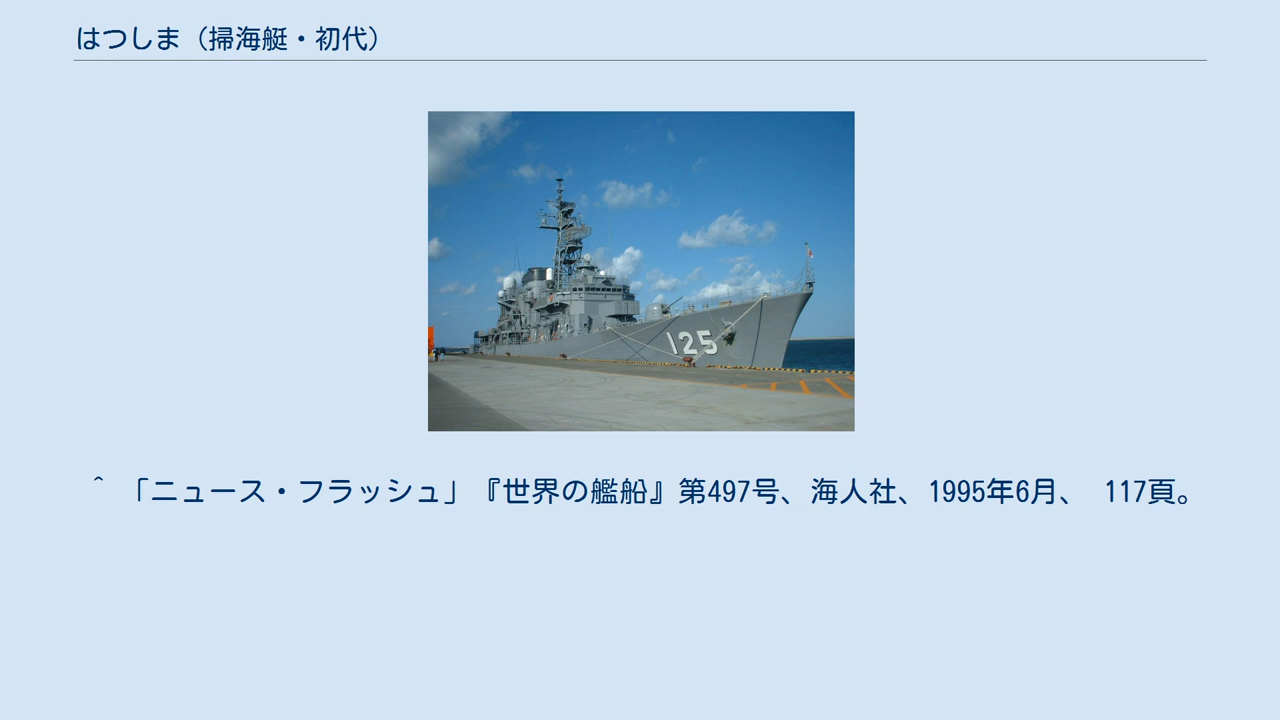 はつしま（掃海艇・初代）
125
^ 「ニュース・フラッシュ」『世界の艦船』第497号、海人社、1995年6月、 117頁。